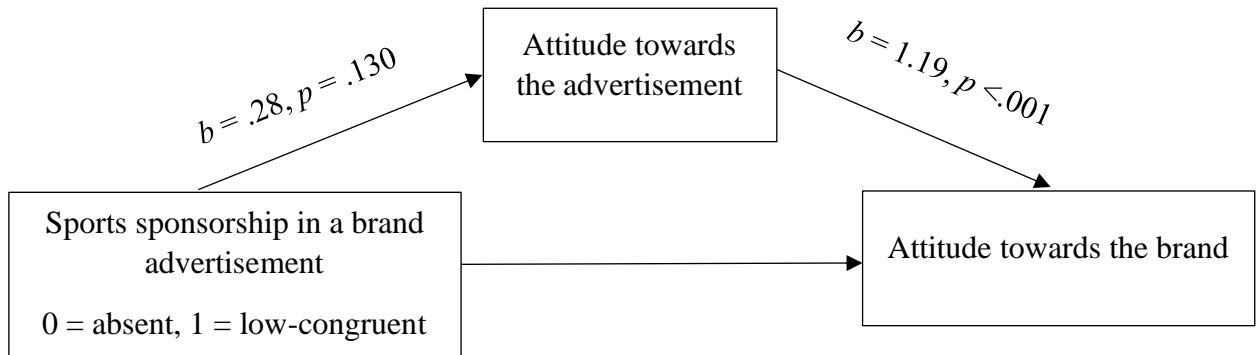 Attitude towards
the advertisement
b = .28, p = .130
b = 1.19, p <.001
Sports sponsorship in a brand
advertisement
0 = absent, 1 = low-congruent
Attitude towards the brand